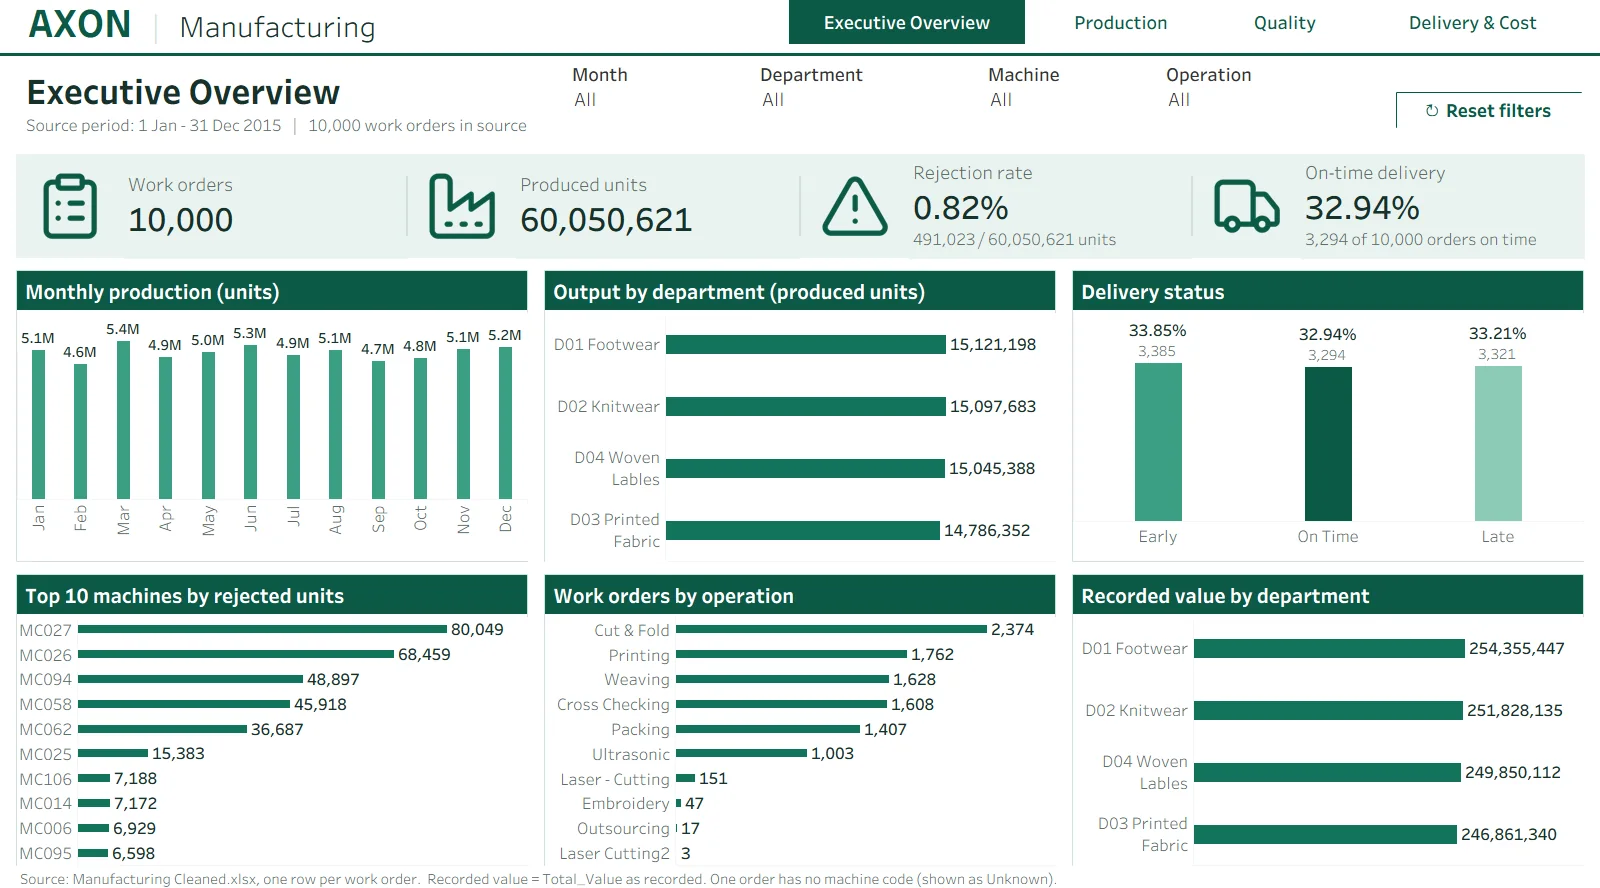 AXON
Manufacturing
Executive Overview
Production
Quality
Delivery & Cost
Executive Overview
Source period: 1 Jan - 31 Dec 2015 | 10,000 work orders in source
Month
All
Department
All
Machine
All
Operation
All
↻ Reset filters
Work orders
10,000
Produced units
60,050,621
Rejection rate
0.82%
491,023 / 60,050,621 units
On-time delivery
32.94%
3,294 of 10,000 orders on time
Monthly production (units)
5.1M
4.6M
5.4M
4.9M
5.0M
5.3M
4.9M
5.1M
4.7M
4.8M
5.1M
5.2M
Jan
Feb
Mar
Apr
May
Jun
Jul
Aug
Sep
Oct
Nov
Dec
Output by department (produced units)
D01 Footwear 15,121,198
D02 Knitwear 15,097,683
D04 Woven
Lables 15,045,388
D03 Printed
Fabric 14,786,352
Delivery status
33.85%
3,385
32.94%
3,294
33.21%
3,321
Early
On Time
Late
Top 10 machines by rejected units
MC027 80,049
MC026 68,459
MC094 48,897
MC058 45,918
MC062 36,687
MC025 15,383
MC106 7,188
MC014 7,172
MC006 6,929
MC095 6,598
Work orders by operation
Cut & Fold 2,374
Printing 1,762
Weaving 1,628
Cross Checking 1,608
Packing 1,407
Ultrasonic 1,003
Laser - Cutting 151
Embroidery 47
Outsourcing 17
Laser Cutting2 3
Recorded value by department
D01 Footwear 254,355,447
D02 Knitwear 251,828,135
D04 Woven
Lables 249,850,112
D03 Printed
Fabric 246,861,340
Source: Manufacturing Cleaned.xlsx, one row per work order. Recorded value = Total_Value as recorded. One order has no machine code (shown as Unknown).